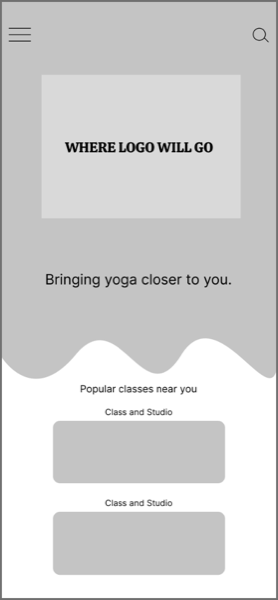 WHERE LOGO WILL GO
Bringing yoga closer to you.
Popular classes near you
Class and Studio
Class and Studio